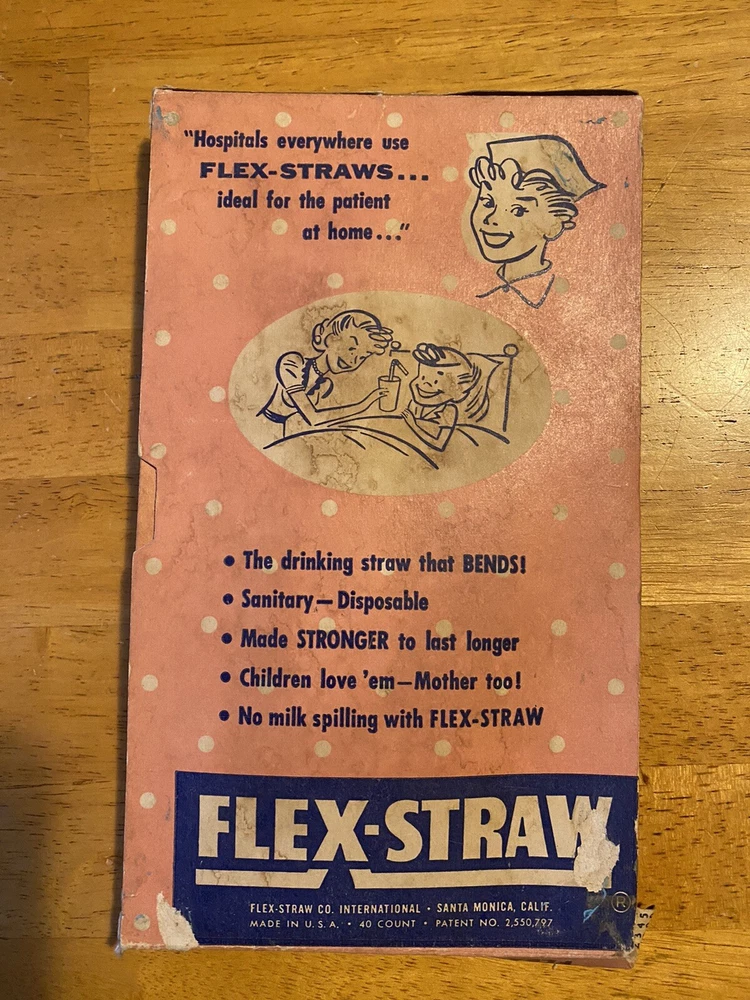 "Hospitals everywhere use
FLEX-STRAWS...
ideal for the patient
at home..."
• The drinking straw that BENDS!
• Sanitary—Disposable
• Made STRONGER to last longer
• Children love 'em—Mother too!
• No milk spilling with FLEX-STRAW
FLEX-STRAW
®
FLEX-STRAW CO. INTERNATIONAL • SANTA MONICA, CALIF.
MADE IN U.S.A. • 40 COUNT • PATENT NO. 2,550,797